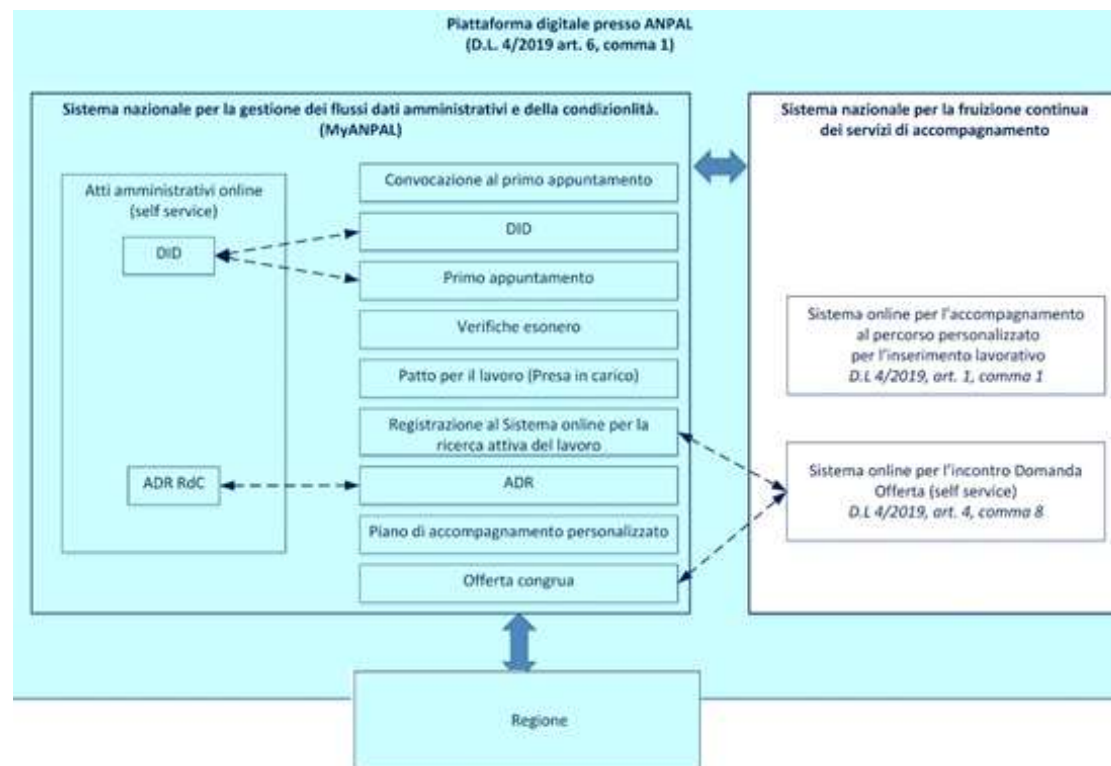 Piattaforma digitale presso ANPAL
(D.L. 4/2019 art. 6, comma 1)
Sistema nazionale per la gestione dei flussi dati amministrativi e della condizionlità.
(MyANPAL)
Atti amministrativi online
(self service)
DID
ADR RdC
Convocazione al primo appuntamento
DID
Primo appuntamento
Verifiche esonero
Patto per il lavoro (Presa in carico)
Registrazione al Sistema online per la
ricerca attiva del lavoro
ADR
Piano di accompagnamento personalizzato
Offerta congrua
Sistema nazionale per la fruizione continua
dei servizi di accompagnamento
Sistema online per l'accompagnamento
al percorso personalizzato
per l'inserimento lavorativo
D.L 4/2019, art. 1, comma 1
Sistema online per l'incontro Domanda
Offerta (self service)
D.L 4/2019, art. 4, comma 8
Regione